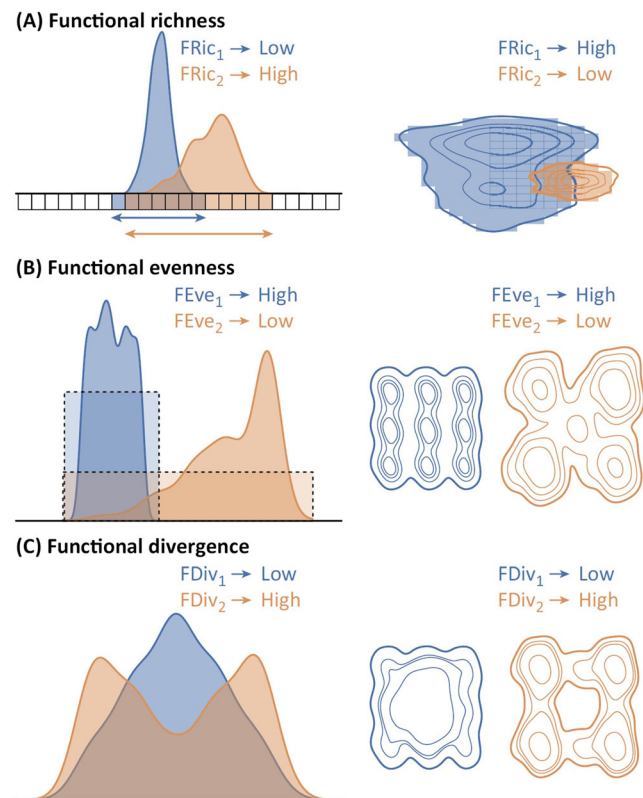 (A) Functional richness
FRic₁ → Low
FRic₂ → High
FRic₁ → High
FRic₂ → Low
(B) Functional evenness
FEve₁ → High
FEve₂ → Low
FEve₁ → High
FEve₂ → Low
(C) Functional divergence
FDiv₁ → Low
FDiv₂ → High
FDiv₁ → Low
FDiv₂ → High